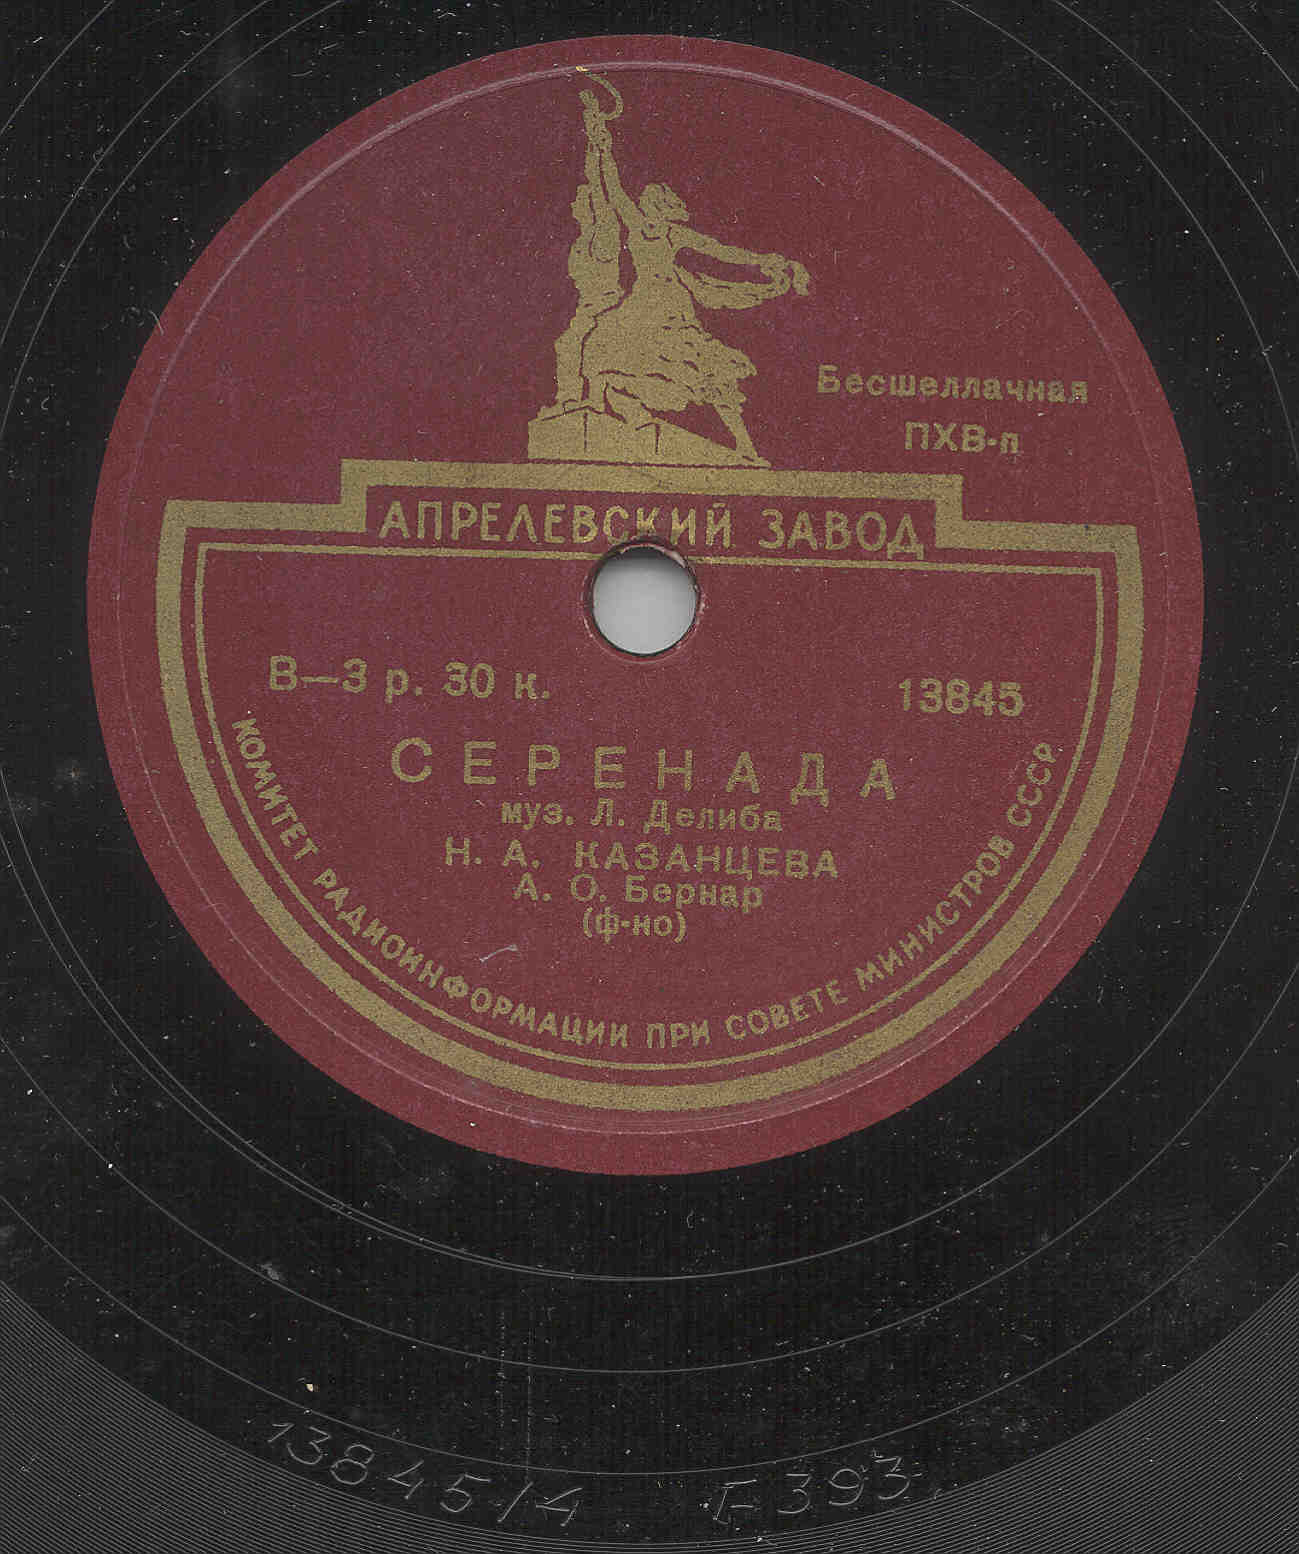 Бесшеллачная
ПХВ-п
АПРЕЛЕВСКИЙ ЗАВОД
В—3 р. 30 к.
13845
СЕРЕНАДА
муз. Л. Делиба
Н. А. КАЗАНЦЕВА
А. О. Бернар
(ф-но)
КОМИТЕТ РАДИОИНФОРМАЦИИ ПРИ СОВЕТЕ МИНИСТРОВ СССР
13845/4 Г-393